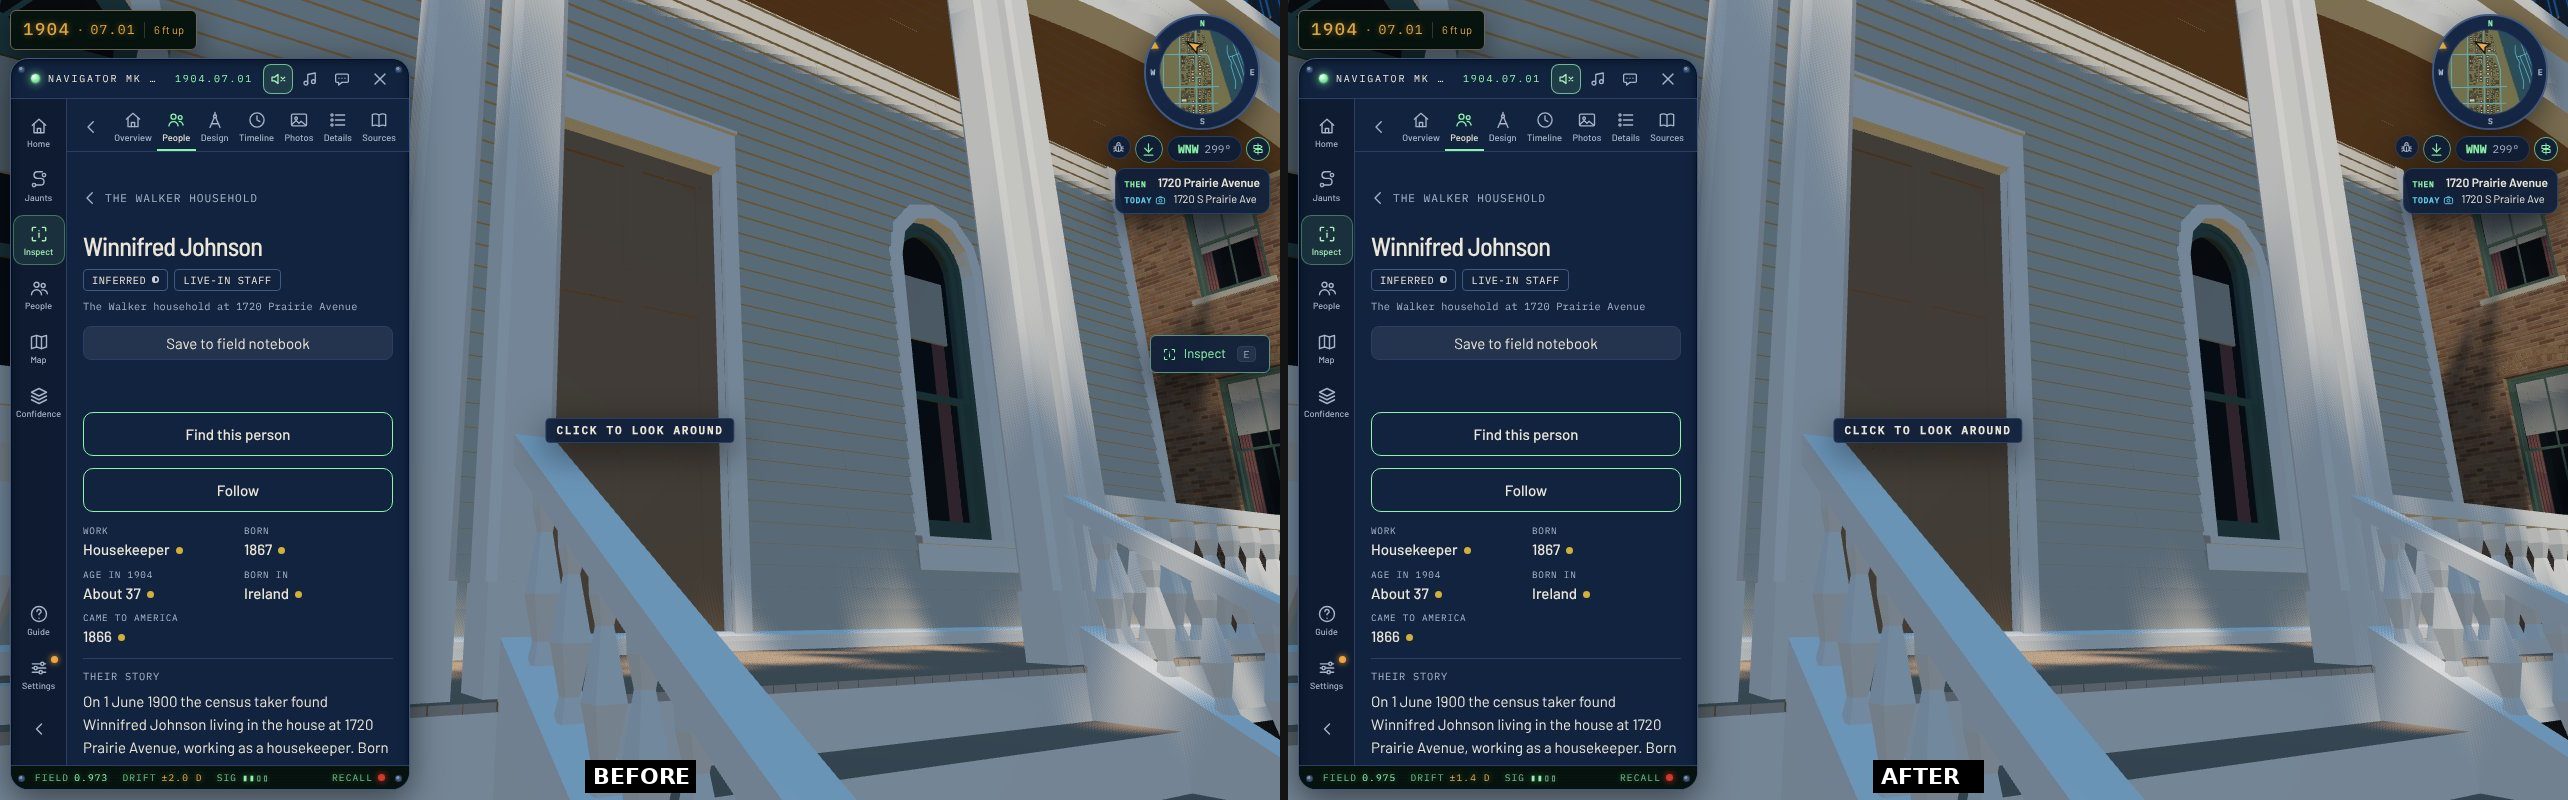 1904 · 07.01 | 6 ft up
NAVIGATOR MK … 1904.07.01
Overview People Design Timeline Photos Details Sources
Home
Jaunts
Inspect
People
Map
Confidence
Guide
Settings
THE WALKER HOUSEHOLD
Winnifred Johnson
INFERRED LIVE-IN STAFF
The Walker household at 1720 Prairie Avenue
Save to field notebook
Find this person
Follow
WORK BORN
Housekeeper 1867
AGE IN 1904 BORN IN
About 37 Ireland
CAME TO AMERICA
1866
THEIR STORY
On 1 June 1900 the census taker found
Winnifred Johnson living in the house at 1720
Prairie Avenue, working as a housekeeper. Born
FIELD 0.973 DRIFT ±2.0 D SIG RECALL
CLICK TO LOOK AROUND
N
W E
S
WNW 299°
THEN 1720 Prairie Avenue
TODAY 1720 S Prairie Ave
Inspect E
BEFORE
1904 · 07.01 | 6 ft up
NAVIGATOR MK … 1904.07.01
Overview People Design Timeline Photos Details Sources
Home
Jaunts
Inspect
People
Map
Confidence
Guide
Settings
THE WALKER HOUSEHOLD
Winnifred Johnson
INFERRED LIVE-IN STAFF
The Walker household at 1720 Prairie Avenue
Save to field notebook
Find this person
Follow
WORK BORN
Housekeeper 1867
AGE IN 1904 BORN IN
About 37 Ireland
CAME TO AMERICA
1866
THEIR STORY
On 1 June 1900 the census taker found
Winnifred Johnson living in the house at 1720
Prairie Avenue, working as a housekeeper. Born
FIELD 0.975 DRIFT ±1.4 D SIG RECALL
CLICK TO LOOK AROUND
N
W E
S
WNW 299°
THEN 1720 Prairie Avenue
TODAY 1720 S Prairie Ave
AFTER